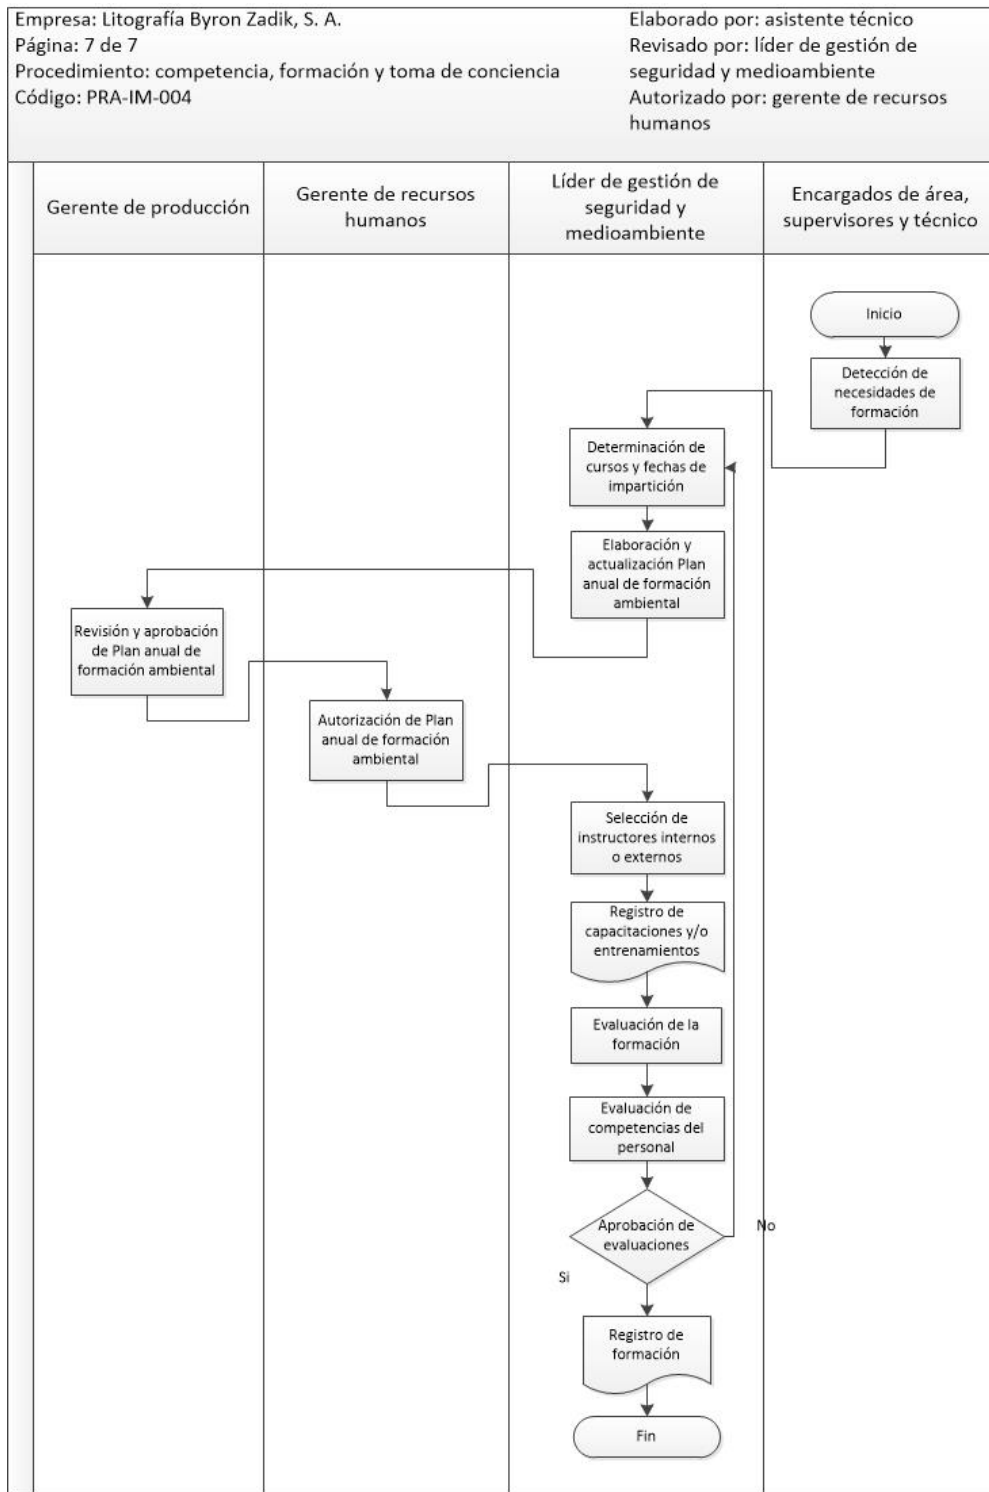 Empresa: Litografía Byron Zadik, S. A.
Página: 7 de 7
Procedimiento: competencia, formación y toma de conciencia
Código: PRA-IM-004
Elaborado por: asistente técnico
Revisado por: líder de gestión de
seguridad y medioambiente
Autorizado por: gerente de recursos
humanos
Gerente de producción
Gerente de recursos
humanos
Líder de gestión de
seguridad y
medioambiente
Encargados de área,
supervisores y técnico
Inicio
Detección de
necesidades de
formación
Determinación de
cursos y fechas de
impartición
Elaboración y
actualización Plan
anual de formación
ambiental
Revisión y aprobación
de Plan anual de
formación ambiental
Autorización de Plan
anual de formación
ambiental
Selección de
instructores internos
o externos
Registro de
capacitaciones y/o
entrenamientos
Evaluación de la
formación
Evaluación de
competencias del
personal
Aprobación de
evaluaciones
No
Si
Registro de
formación
Fin